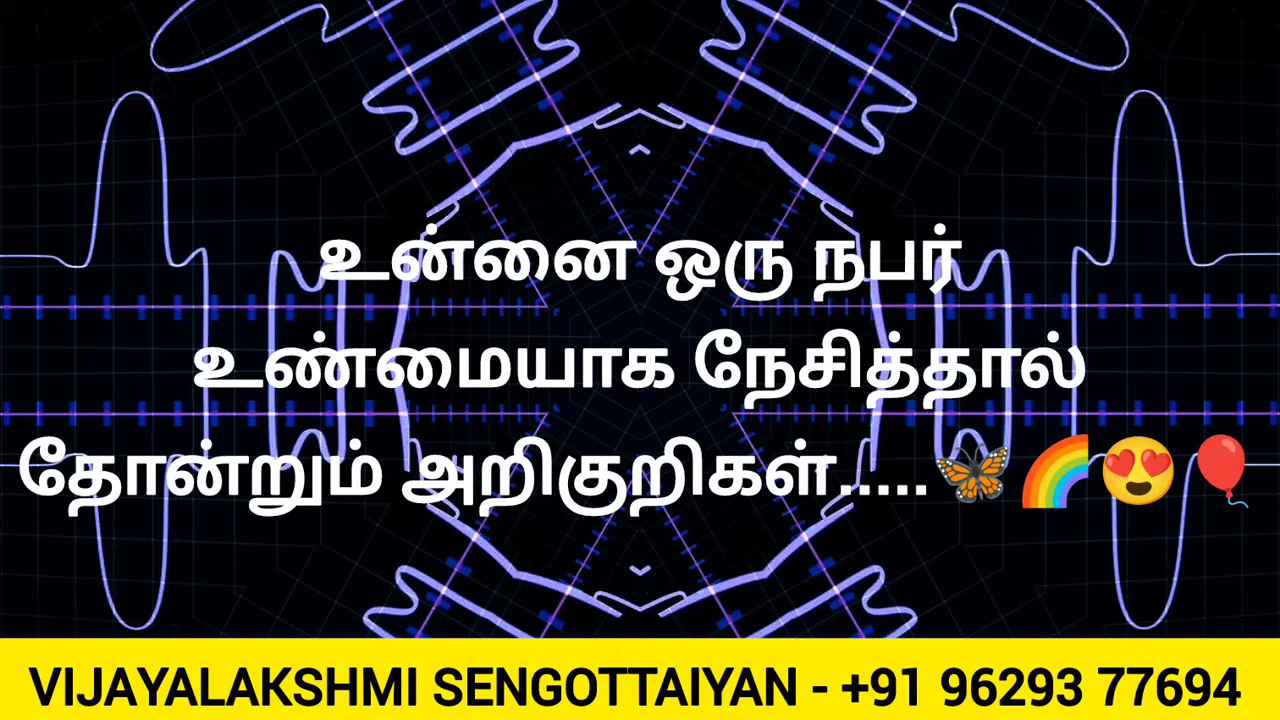 உன்னை ஒரு நபர்
உண்மையாக நேசித்தால்
தோன்றும் அறிகுறிகள்.....🦋🌈😍🎈
VIJAYALAKSHMI SENGOTTAIYAN - +91 96293 77694